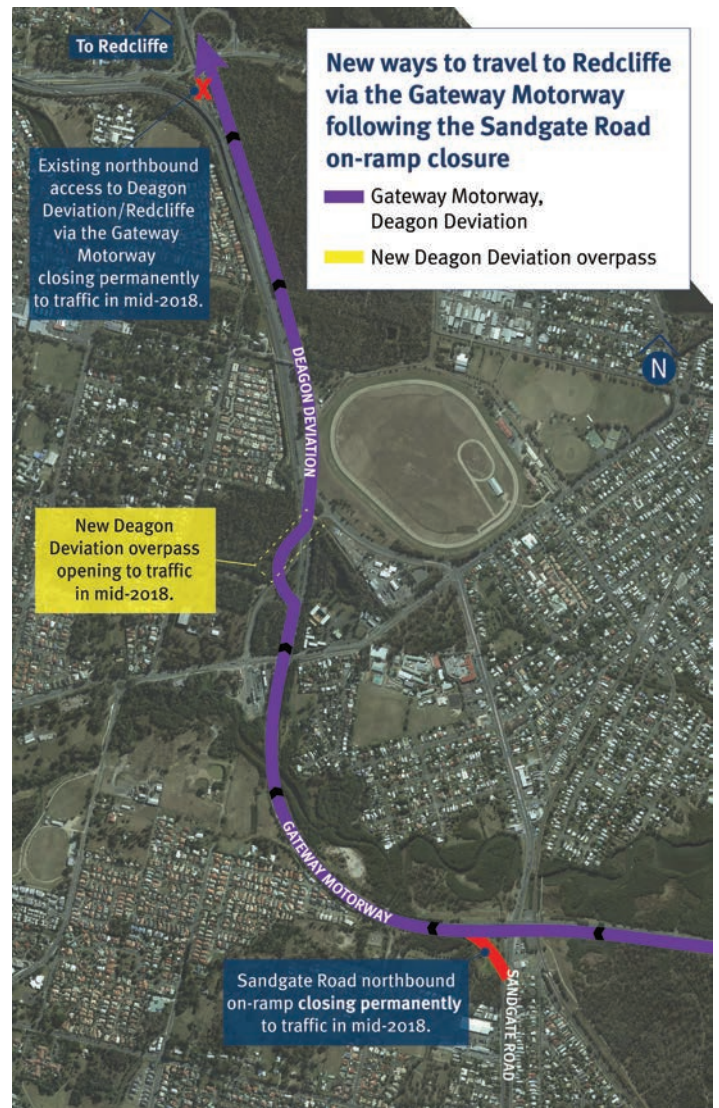 To Redcliffe
New ways to travel to Redcliffe
via the Gateway Motorway
following the Sandgate Road
on-ramp closure
Gateway Motorway,
Deagon Deviation
New Deagon Deviation overpass
X
Existing northbound
access to Deagon
Deviation/Redcliffe
via the Gateway
Motorway
closing permanently
to traffic in mid-2018.
N
DEAGON DEVIATION
New Deagon
Deviation overpass
opening to traffic
in mid-2018.
GATEWAY MOTORWAY
Sandgate Road northbound
on-ramp closing permanently
to traffic in mid-2018.
SANDGATE ROAD